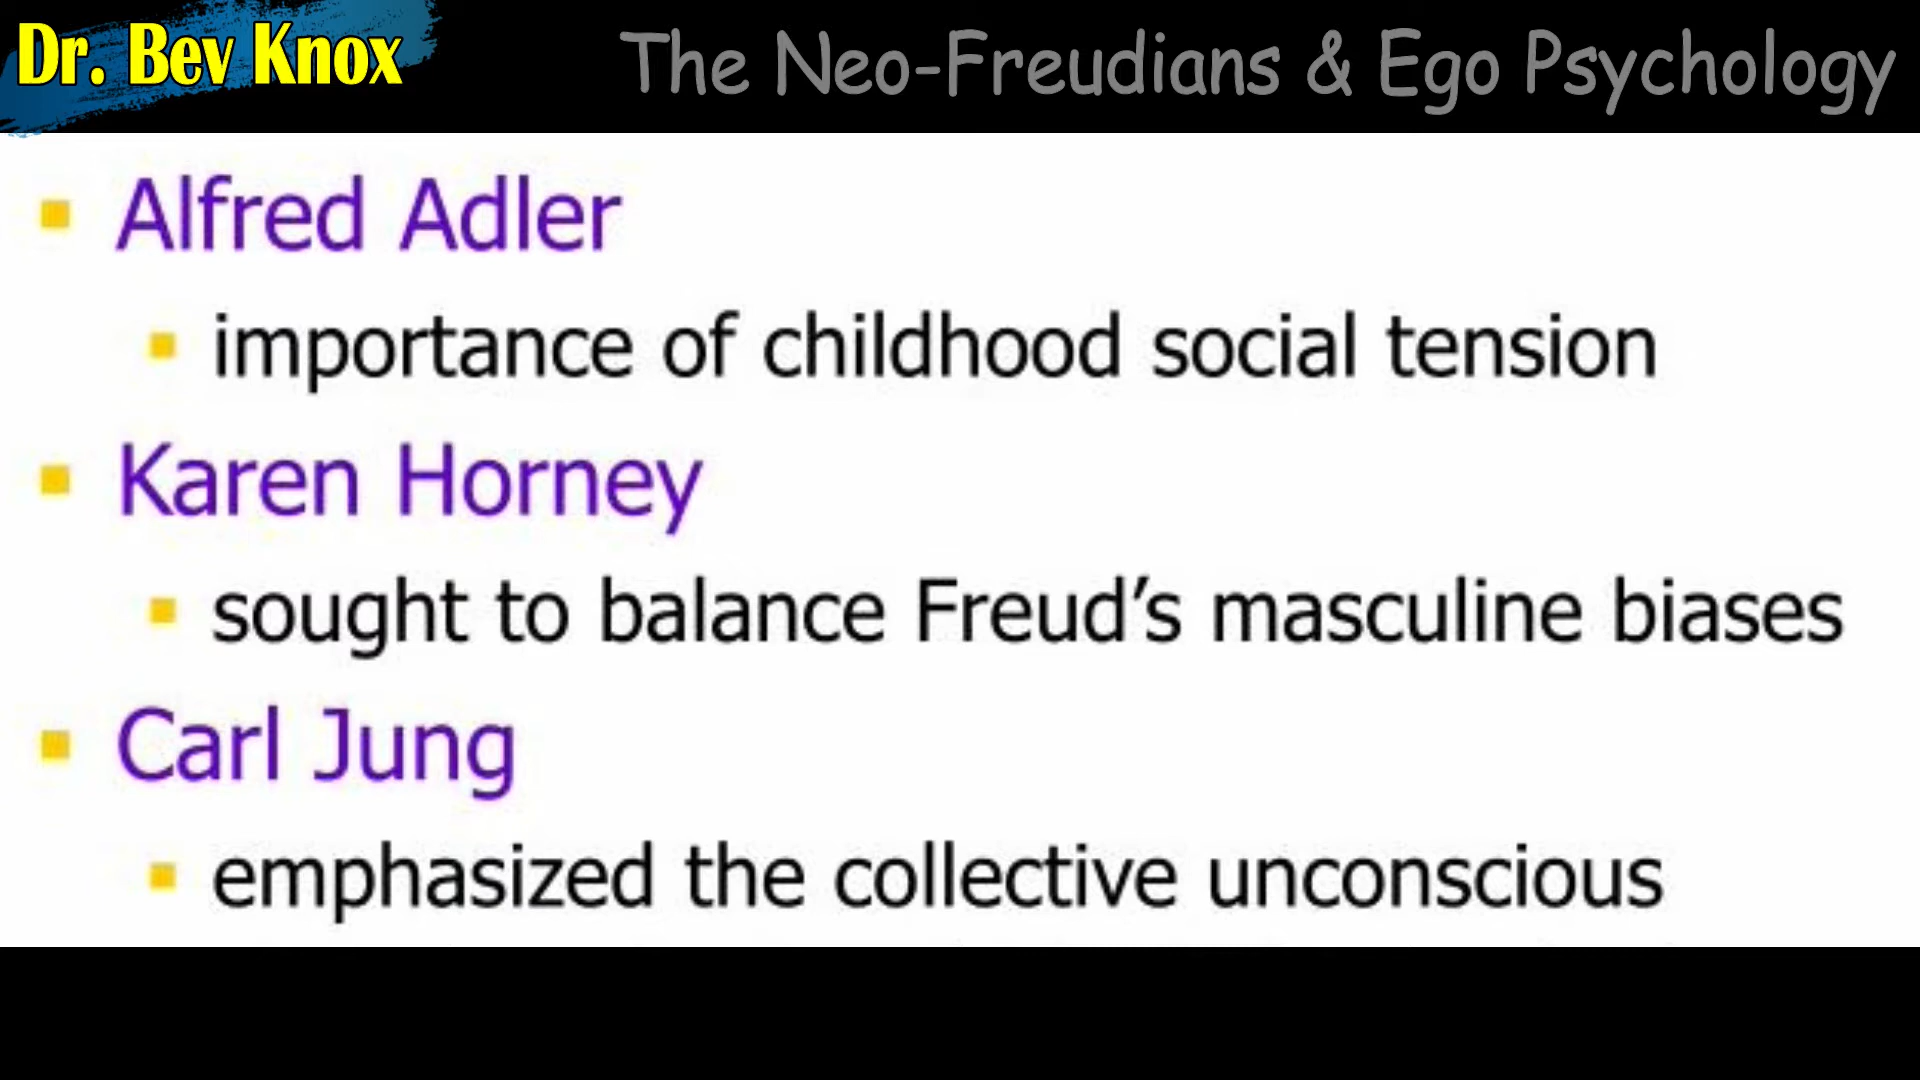 Dr. Bev Knox
The Neo-Freudians & Ego Psychology
Alfred Adler
importance of childhood social tension
Karen Horney
sought to balance Freud’s masculine biases
Carl Jung
emphasized the collective unconscious